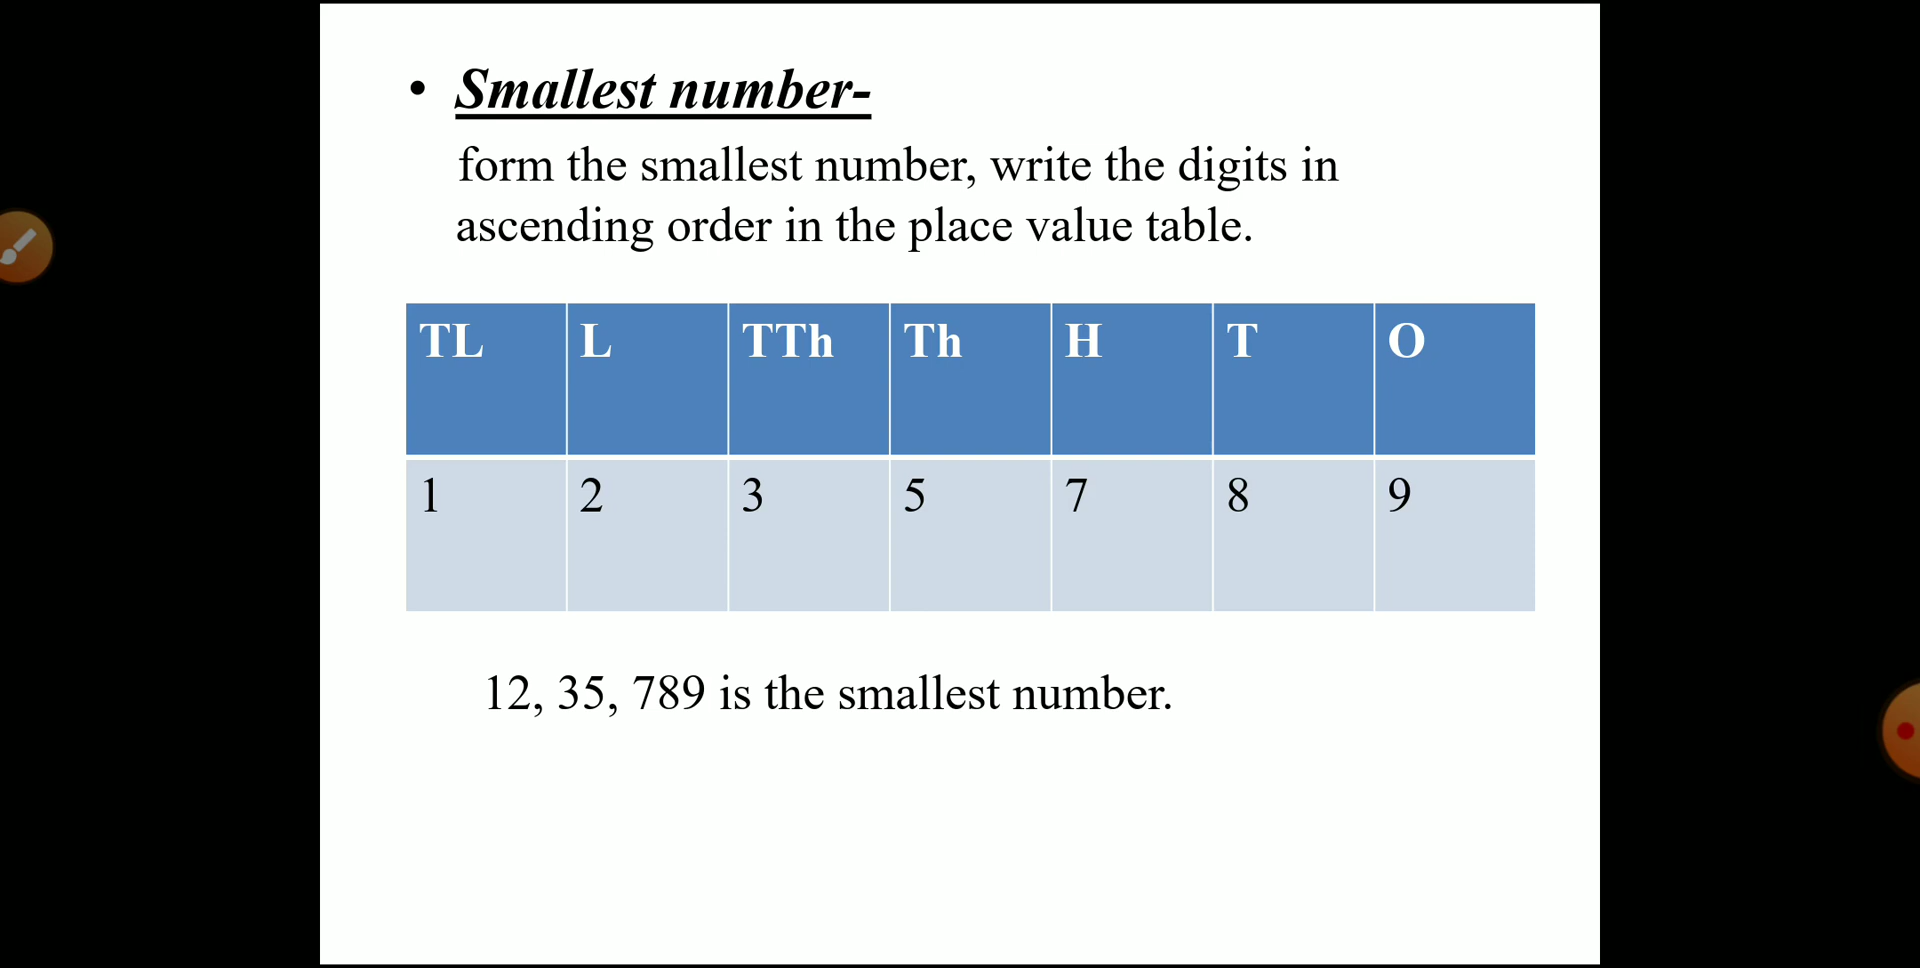 • Smallest number-
form the smallest number, write the digits in
ascending order in the place value table.
TL L TTh Th H T O
1 2 3 5 7 8 9
12, 35, 789 is the smallest number.